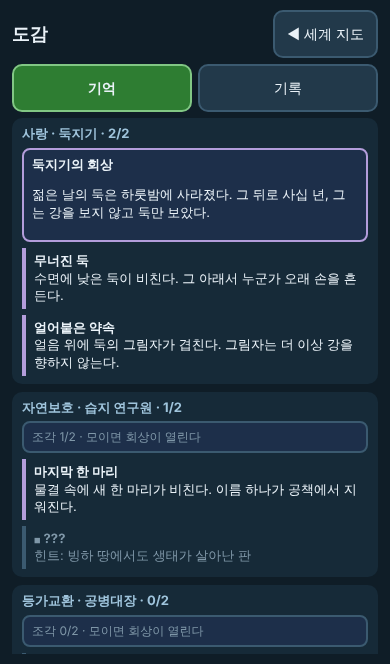 도감
◀ 세계 지도
기억
기록
사랑 · 둑지기 · 2/2
둑지기의 회상
젊은 날의 둑은 하룻밤에 사라졌다. 그 뒤로 사십 년, 그
는 강을 보지 않고 둑만 보았다.
무너진 둑
수면에 낮은 둑이 비친다. 그 아래서 누군가 오래 손을 흔
든다.
얼어붙은 약속
얼음 위에 둑의 그림자가 겹친다. 그림자는 더 이상 강을
향하지 않는다.
자연보호 · 습지 연구원 · 1/2
조각 1/2 · 모이면 회상이 열린다
마지막 한 마리
물결 속에 새 한 마리가 비친다. 이름 하나가 공책에서 지
워진다.
■ ???
힌트: 빙하 땅에서도 생태가 살아난 판
등가교환 · 공병대장 · 0/2
조각 0/2 · 모이면 회상이 열린다